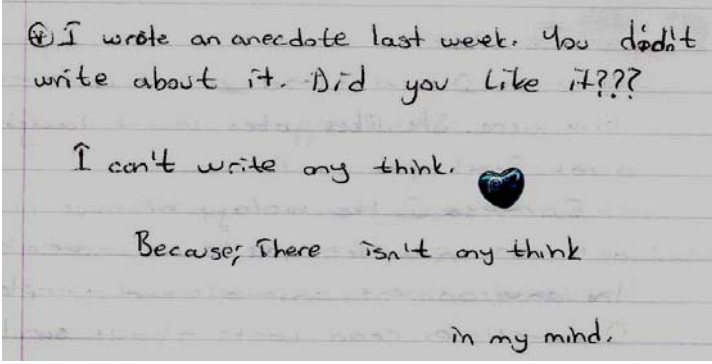 I wrote an anecdote last week. You didn't
write about it. Did you like it???
I can't write any think.
Because; There isn't any think
in my mind.